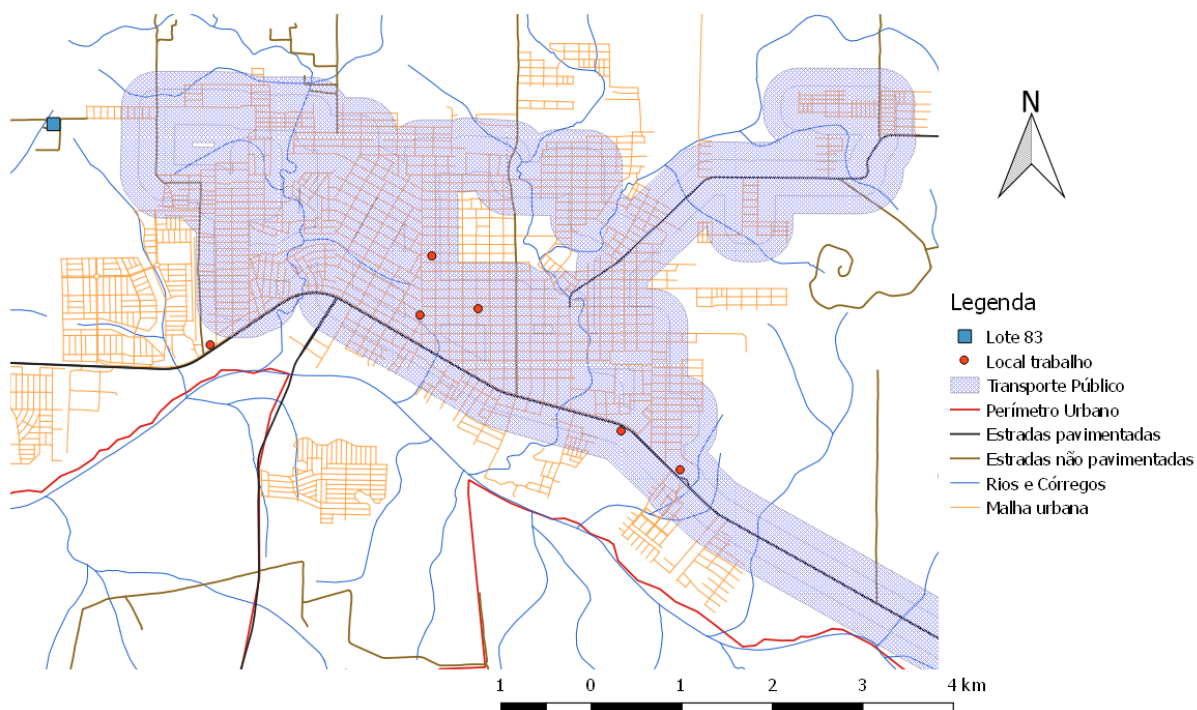 N
Legenda
Lote 83
Local trabalho
Transporte Público
Perímetro Urbano
Estradas pavimentadas
Estradas não pavimentadas
Rios e Córregos
Malha urbana
1 0 1 2 3 4 km